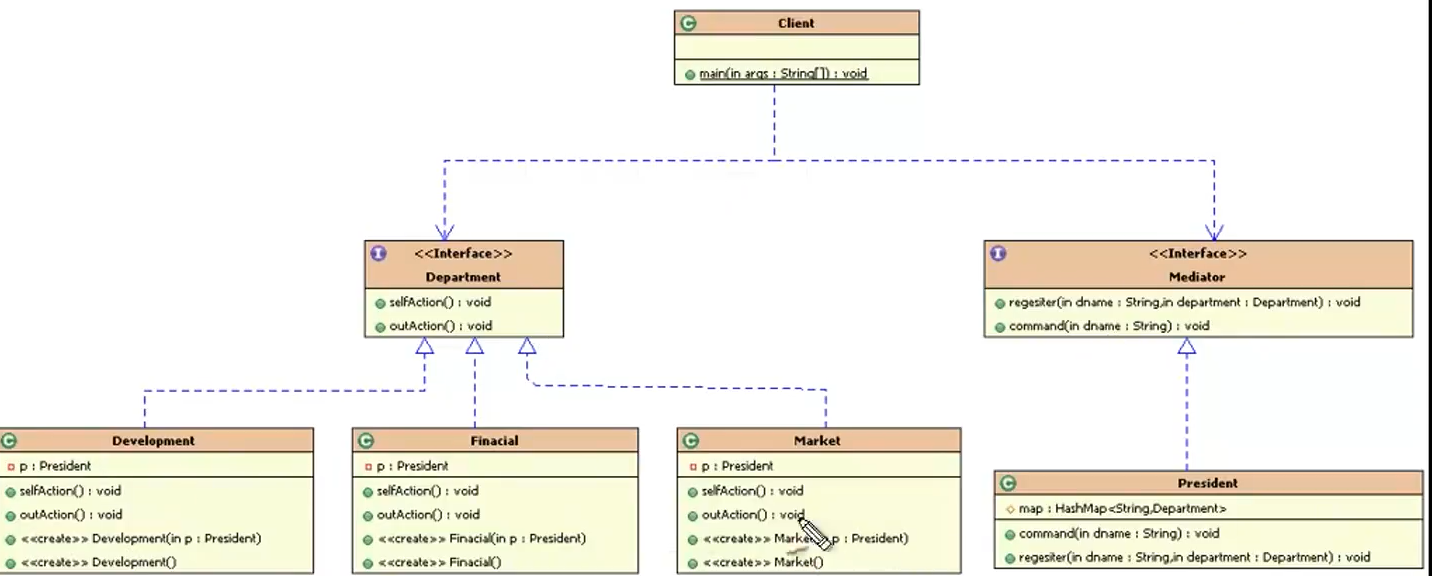 Client
main(in args : String[]) : void
<<Interface>>
Department
selfAction() : void
outAction() : void
<<Interface>>
Mediator
regesiter(in dname : String,in department : Department) : void
command(in dname : String) : void
Development
p : President
selfAction() : void
outAction() : void
<<create>> Development(in p : President)
<<create>> Development()
Finacial
p : President
selfAction() : void
outAction() : void
<<create>> Finacial(in p : President)
<<create>> Finacial()
Market
p : President
selfAction() : void
outAction() : void
<<create>> Market p : President)
<<create>> Market()
President
map : HashMap<String,Department>
command(in dname : String) : void
regesiter(in dname : String,in department : Department) : void